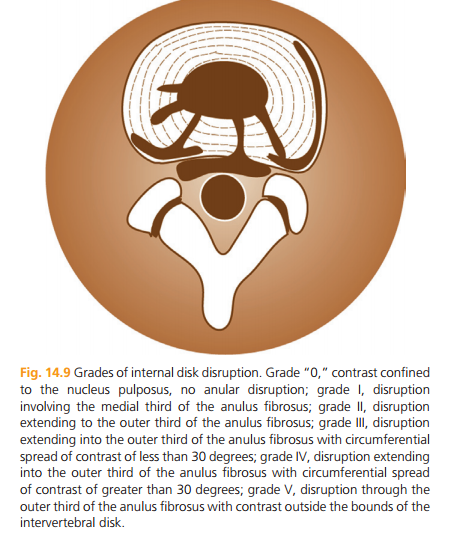 Fig. 14.9 Grades of internal disk disruption. Grade “0,” contrast confined
to the nucleus pulposus, no anular disruption; grade I, disruption
involving the medial third of the anulus fibrosus; grade II, disruption
extending to the outer third of the anulus fibrosus; grade III, disruption
extending into the outer third of the anulus fibrosus with circumferential
spread of contrast of less than 30 degrees; grade IV, disruption extending
into the outer third of the anulus fibrosus with circumferential spread
of contrast of greater than 30 degrees; grade V, disruption through the
outer third of the anulus fibrosus with contrast outside the bounds of the
intervertebral disk.